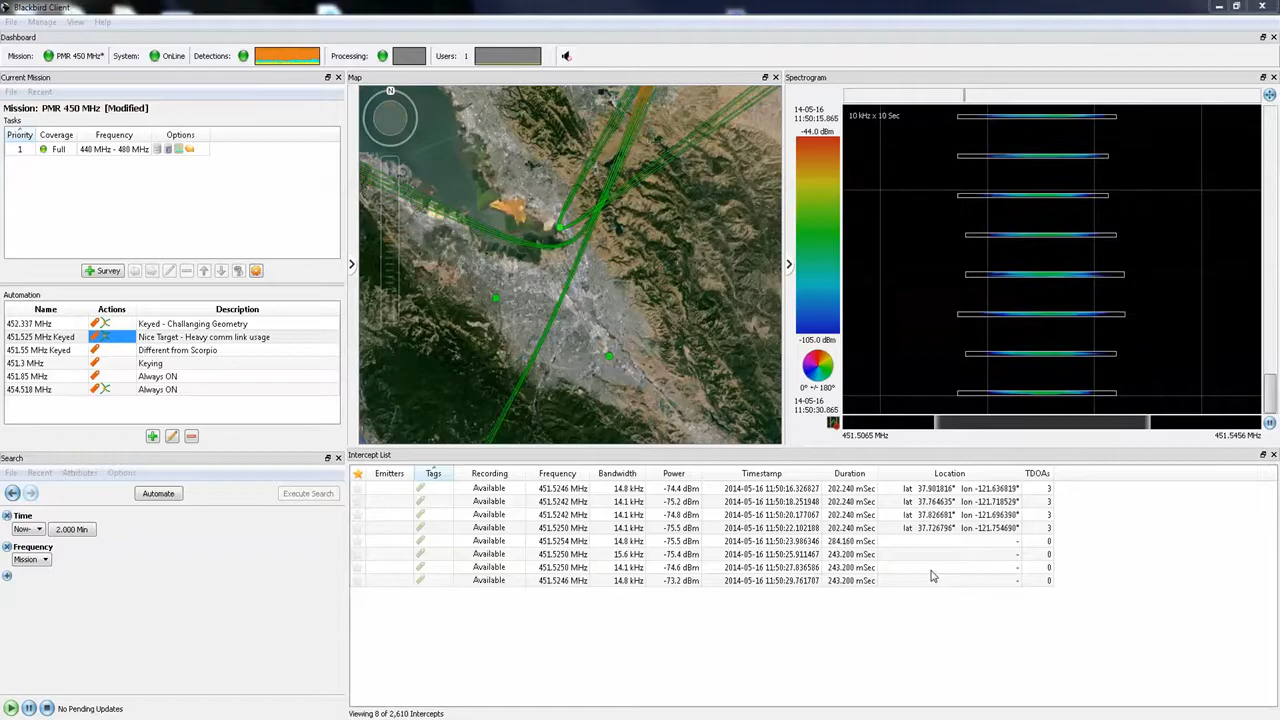 Blackbird Client
File Manage View Help
Dashboard
Mission: PMR 450 MHz* System: OnLine Detections: Processing: Users: 1
Current Mission
File Recent
Mission: PMR 450 MHz [Modified]
Tasks
Priority Coverage Frequency Options
1 Full 440 MHz - 480 MHz
Survey
Automation
Name Actions Description
452.337 MHz Keyed - Challanging Geometry
451.525 MHz Keyed Nice Target - Heavy comm link usage
451.55 MHz Keyed Different from Scorpio
451.3 MHz Keying
451.85 MHz Always ON
454.518 MHz Always ON
Search
File Recent Attributes Options
Automate Execute Search
Time
Now- 2.000 Min
Frequency
Mission
No Pending Updates
Map
N
Spectrogram
14-05-16
11:50:15.865
-44.0 dBm
10 kHz x 10 Sec
-105.0 dBm
0° +/- 180°
14-05-16
11:50:30.865
451.5065 MHz 451.5456 MHz
Intercept List
Emitters Tags Recording Frequency Bandwidth Power Timestamp Duration Location TDOAs
Available 451.5246 MHz 14.8 kHz -74.4 dBm 2014-05-16 11:50:16.326827 202.240 mSec lat 37.901816° lon -121.636819° 3
Available 451.5242 MHz 14.1 kHz -75.2 dBm 2014-05-16 11:50:18.251948 202.240 mSec lat 37.764635° lon -121.718529° 3
Available 451.5242 MHz 14.1 kHz -74.8 dBm 2014-05-16 11:50:20.177067 202.240 mSec lat 37.826681° lon -121.696390° 3
Available 451.5250 MHz 14.1 kHz -75.5 dBm 2014-05-16 11:50:22.102188 202.240 mSec lat 37.726796° lon -121.754690° 3
Available 451.5254 MHz 14.8 kHz -75.5 dBm 2014-05-16 11:50:23.986346 284.160 mSec - 0
Available 451.5250 MHz 15.6 kHz -75.4 dBm 2014-05-16 11:50:25.911467 243.200 mSec - 0
Available 451.5250 MHz 14.1 kHz -74.6 dBm 2014-05-16 11:50:27.836586 243.200 mSec - 0
Available 451.5246 MHz 14.8 kHz -73.2 dBm 2014-05-16 11:50:29.761707 243.200 mSec - 0
Viewing 8 of 2,610 Intercepts